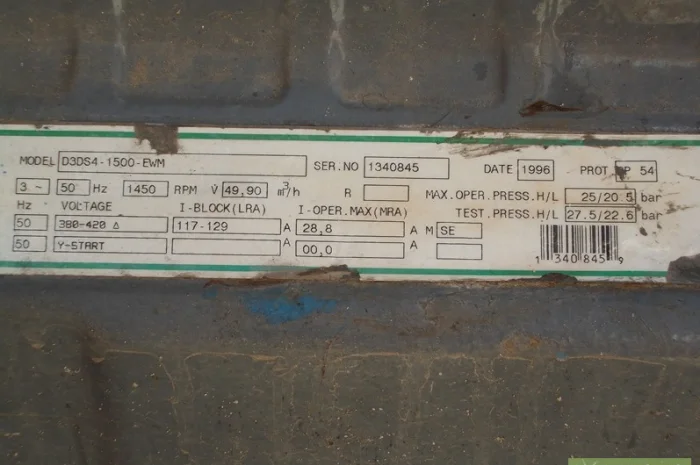 MODEL D3DS4-1500-EWM SER.NO 1340845 DATE 1996 PROT IP 54
3 ~ 50 Hz 1450 RPM V̇ 49,90 m³/h R MAX.OPER.PRESS.H/L 25/20.5 bar
Hz VOLTAGE I-BLOCK(LRA) I-OPER.MAX(MRA) TEST.PRESS.H/L 27.5/22.6 bar
50 380-420 Δ 117-129 A 28,8 A M SE
50 Y-START A 00,0 A
1 340 845 9